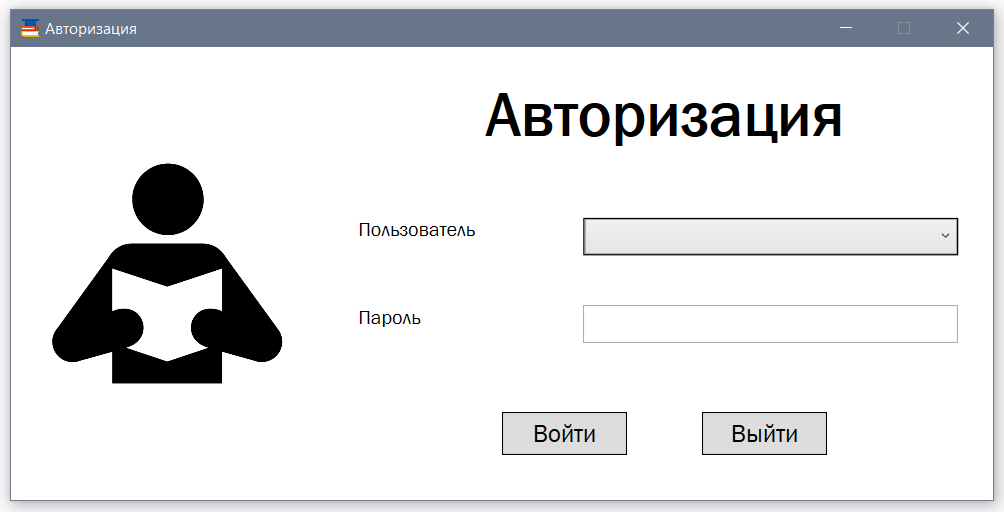 Авторизация
Авторизация
Пользователь
Пароль
Войти
Выйти